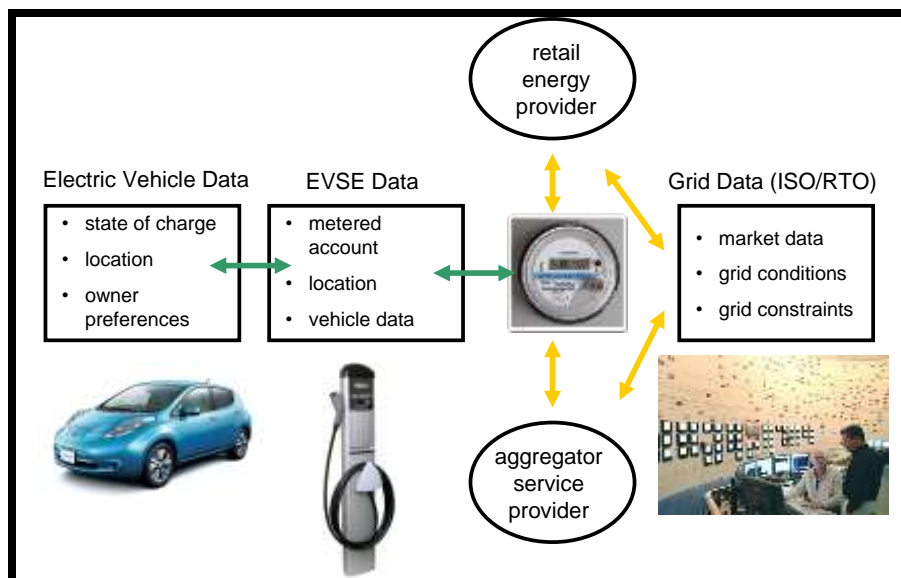 retail
energy
provider
Electric Vehicle Data
EVSE Data
Grid Data (ISO/RTO)
• state of charge
• location
• owner
preferences
• metered
account
• location
• vehicle data
• market data
• grid conditions
• grid constraints
aggregator
service
provider